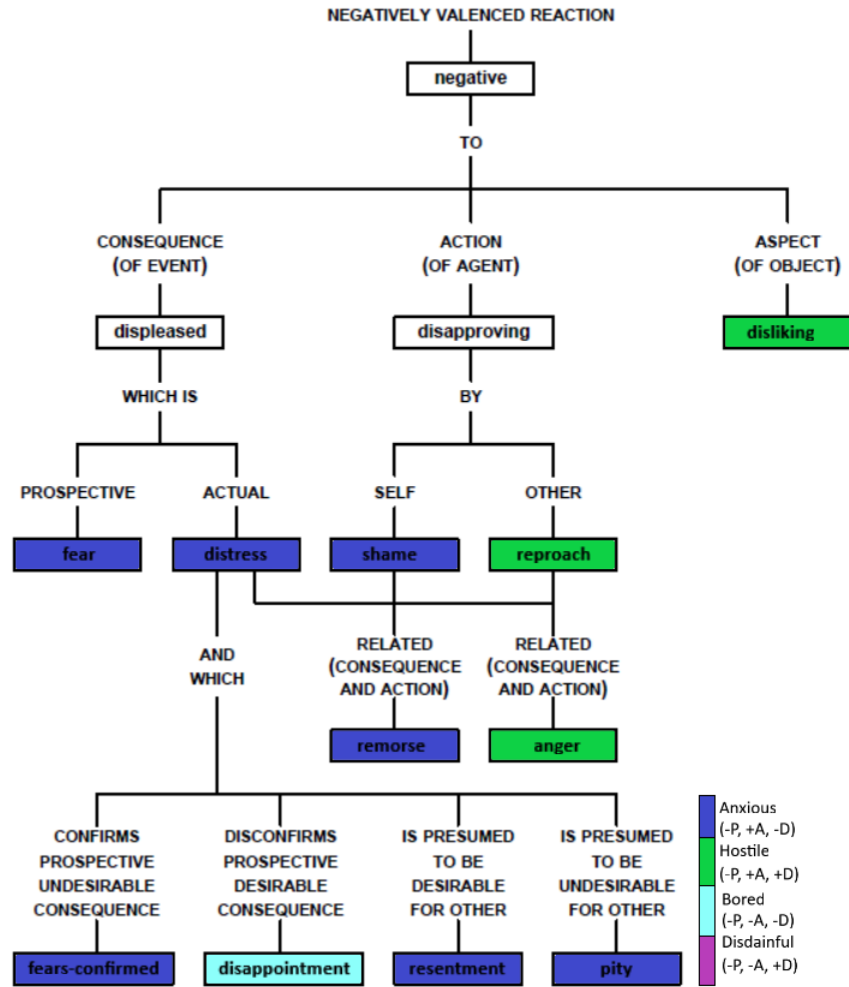 NEGATIVELY VALENCED REACTION
negative
TO
CONSEQUENCE
(OF EVENT)
ACTION
(OF AGENT)
ASPECT
(OF OBJECT)
displeased
disapproving
disliking
WHICH IS
BY
PROSPECTIVE
ACTUAL
SELF
OTHER
fear
distress
shame
reproach
AND
WHICH
RELATED
(CONSEQUENCE
AND ACTION)
RELATED
(CONSEQUENCE
AND ACTION)
remorse
anger
CONFIRMS
PROSPECTIVE
UNDESIRABLE
CONSEQUENCE
DISCONFIRMS
PROSPECTIVE
DESIRABLE
CONSEQUENCE
IS PRESUMED
TO BE
DESIRABLE
FOR OTHER
IS PRESUMED
TO BE
UNDESIRABLE
FOR OTHER
fears-confirmed
disappointment
resentment
pity
Anxious
(-P, +A, -D)
Hostile
(-P, +A, +D)
Bored
(-P, -A, -D)
Disdainful
(-P, -A, +D)